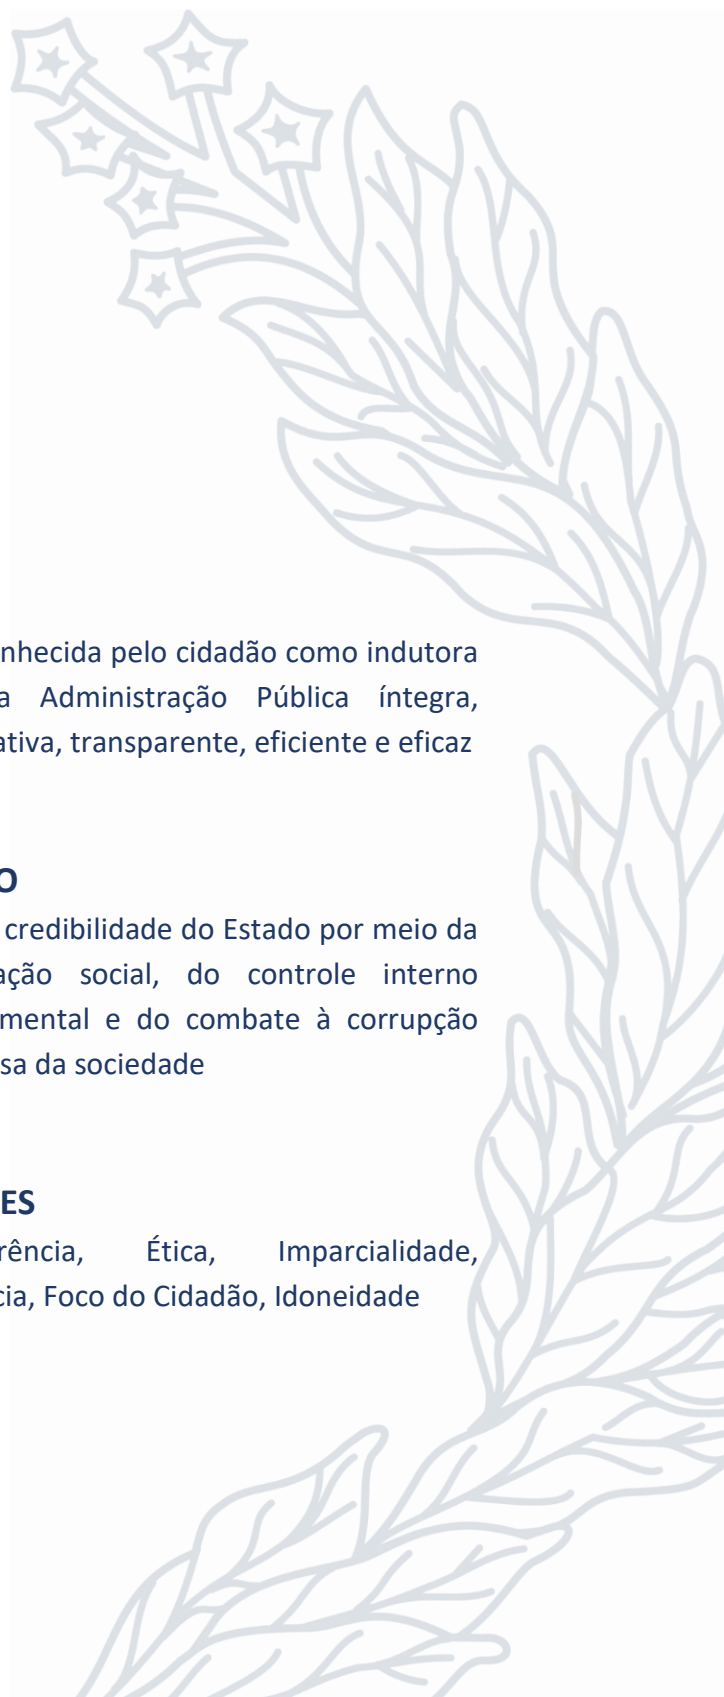 nhecida pelo cidadão como indutora
a Administração Pública íntegra,
ativa, transparente, eficiente e eficaz
O
credibilidade do Estado por meio da
ação social, do controle interno
mental e do combate à corrupção
sa da sociedade
ES
rência, Ética, Imparcialidade,
cia, Foco do Cidadão, Idoneidade